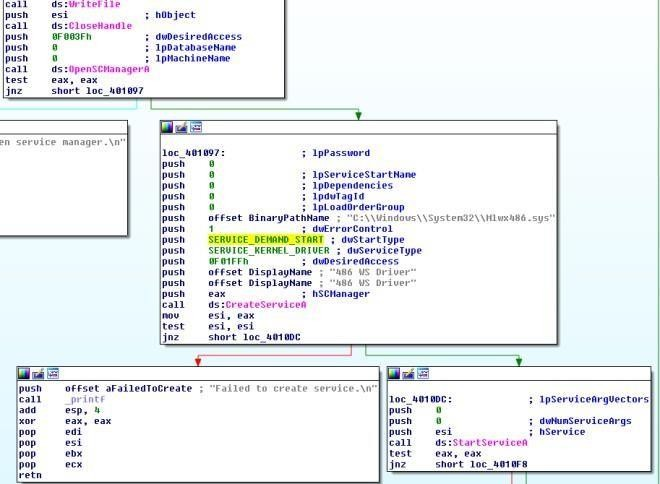 call ds:WriteFile
push esi ; hObject
call ds:CloseHandle
push 0F003Fh ; dwDesiredAccess
push 0 ; lpDatabaseName
push 0 ; lpMachineName
call ds:OpenSCManagerA
test eax, eax
jnz short loc_401097
en service manager.\n"
loc_401097: ; lpPassword
push 0
push 0 ; lpServiceStartName
push 0 ; lpDependencies
push 0 ; lpdwTagId
push 0 ; lpLoadOrderGroup
push offset BinaryPathName ; "C:\\Windows\\System32\\Mlwx486.sys"
push 1 ; dwErrorControl
push SERVICE_DEMAND_START ; dwStartType
push SERVICE_KERNEL_DRIVER ; dwServiceType
push 0F01FFh ; dwDesiredAccess
push offset DisplayName ; "486 WS Driver"
push offset DisplayName ; "486 WS Driver"
push eax ; hSCManager
call ds:CreateServiceA
mov esi, eax
test esi, esi
jnz short loc_4010DC
push offset aFailedToCreate ; "Failed to create service.\n"
call _printf
add esp, 4
xor eax, eax
pop edi
pop esi
pop ebx
pop ecx
retn
loc_4010DC: ; lpServiceArgVectors
push 0
push 0 ; dwNumServiceArgs
push esi ; hService
call ds:StartServiceA
test eax, eax
jnz short loc_4010F8